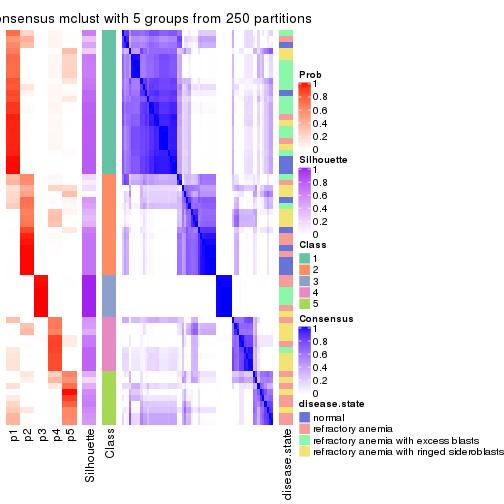 onsensus mclust with 5 groups from 250 partitions
Prob
1
0.8
0.6
0.4
0.2
0
Silhouette
1
0.8
0.6
0.4
0.2
0
Class
1
2
3
4
5
Consensus
1
0.8
0.6
0.4
0.2
0
disease.state
normal
refractory anemia
refractory anemia with excess blasts
refractory anemia with ringed sideroblasts
p1
p2
p3
p4
p5
Silhouette
Class
disease.state